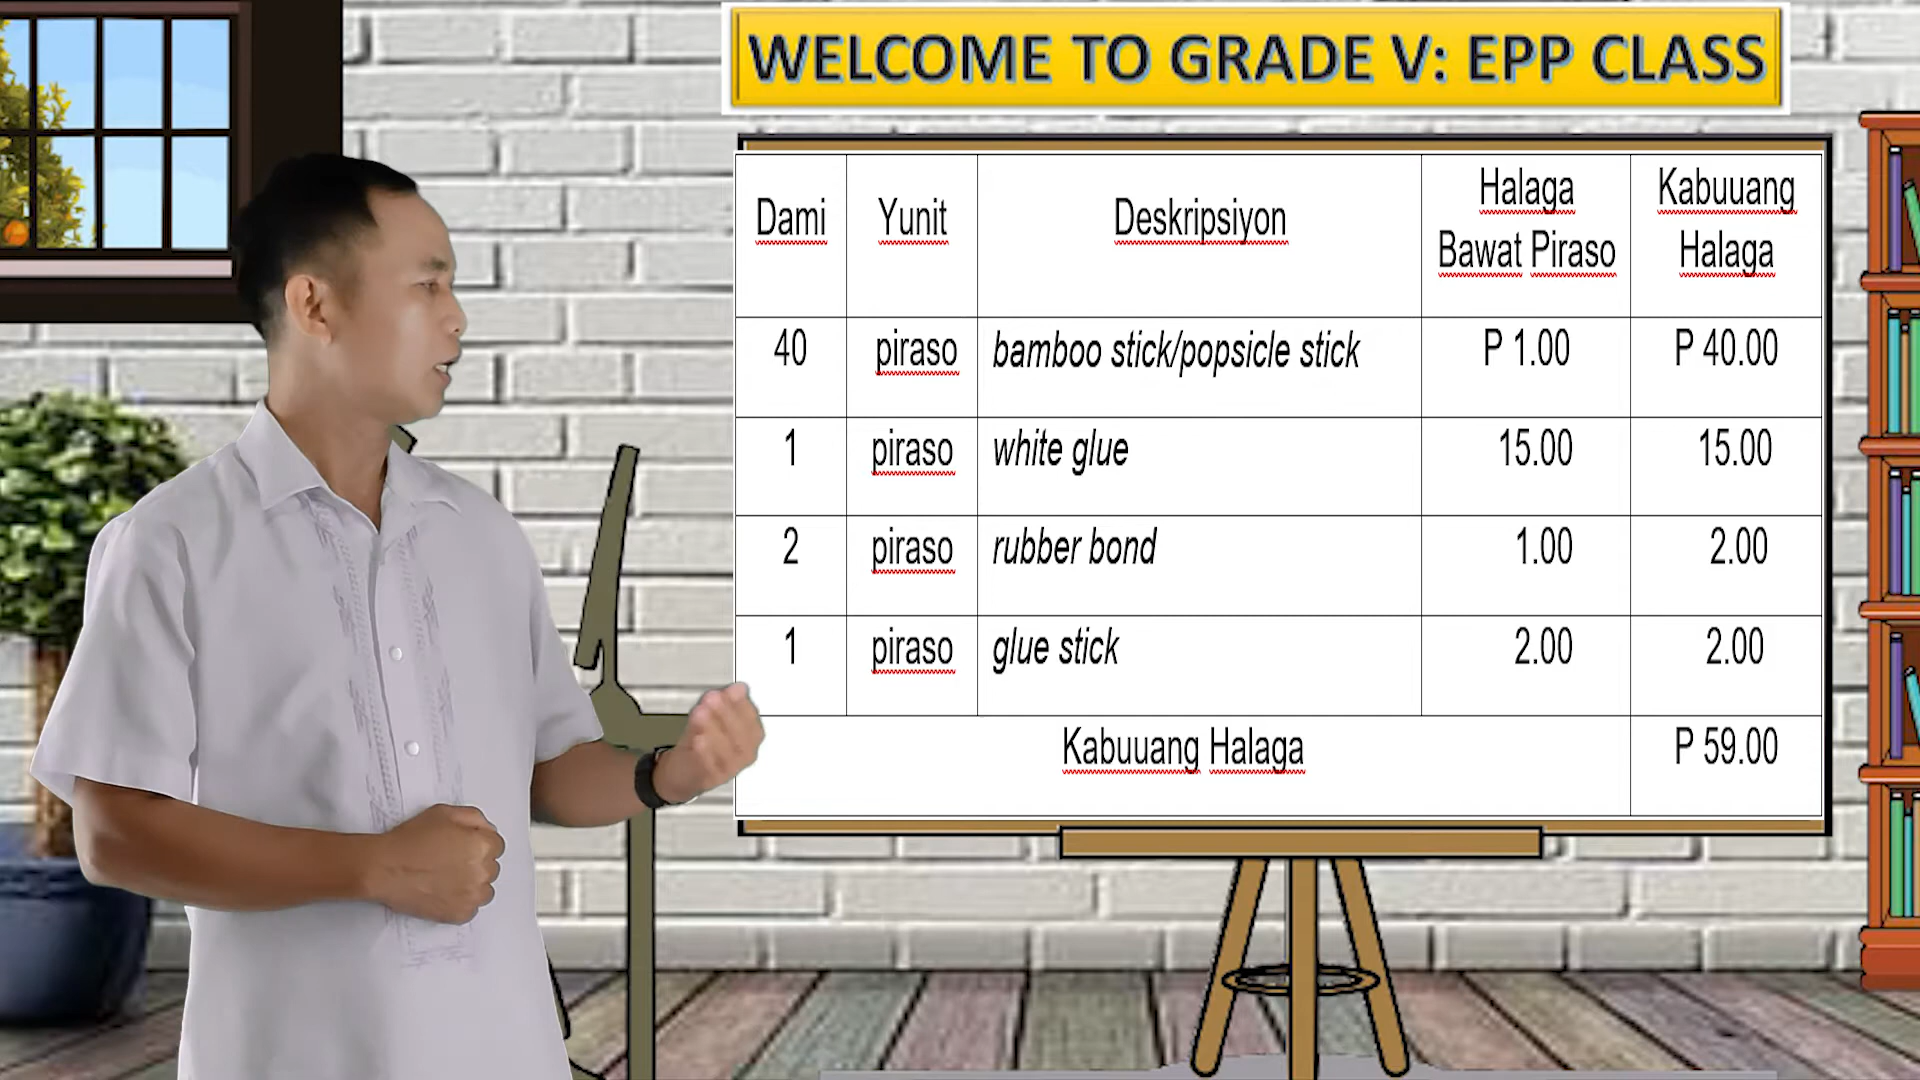 WELCOME TO GRADE V: EPP CLASS
Dami Yunit Deskripsiyon Halaga Bawat Piraso Kabuuang Halaga
40 piraso bamboo stick/popsicle stick P 1.00 P 40.00
1 piraso white glue 15.00 15.00
2 piraso rubber bond 1.00 2.00
1 piraso glue stick 2.00 2.00
Kabuuang Halaga P 59.00